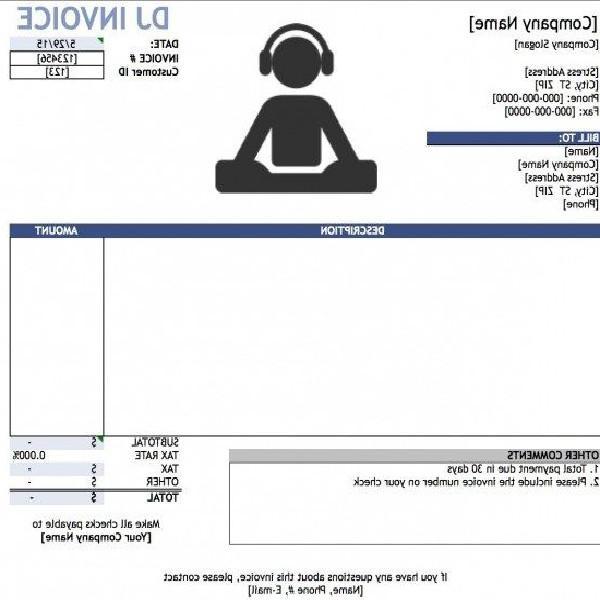 [Company Name]
DJ INVOICE
[Company Slogan]
DATE: 5/29/15
INVOICE # [123456]
Customer ID [123]
[Stress Address]
[City, ST ZIP]
Phone: [000-000-0000]
Fax: [000-000-0000]
BILL TO:
[Name]
[Company Name]
[Stress Address]
[City, ST ZIP]
[Phone]
DESCRIPTION AMOUNT
SUBTOTAL $ -
TAX RATE 0.000%
TAX $ -
OTHER $ -
TOTAL $ -
OTHER COMMENTS
1. Total payment due in 30 days
2. Please include the invoice number on your check
Make all checks payable to
[Your Company Name]
If you have any questions about this invoice, please contact
[Name, Phone #, E-mail]